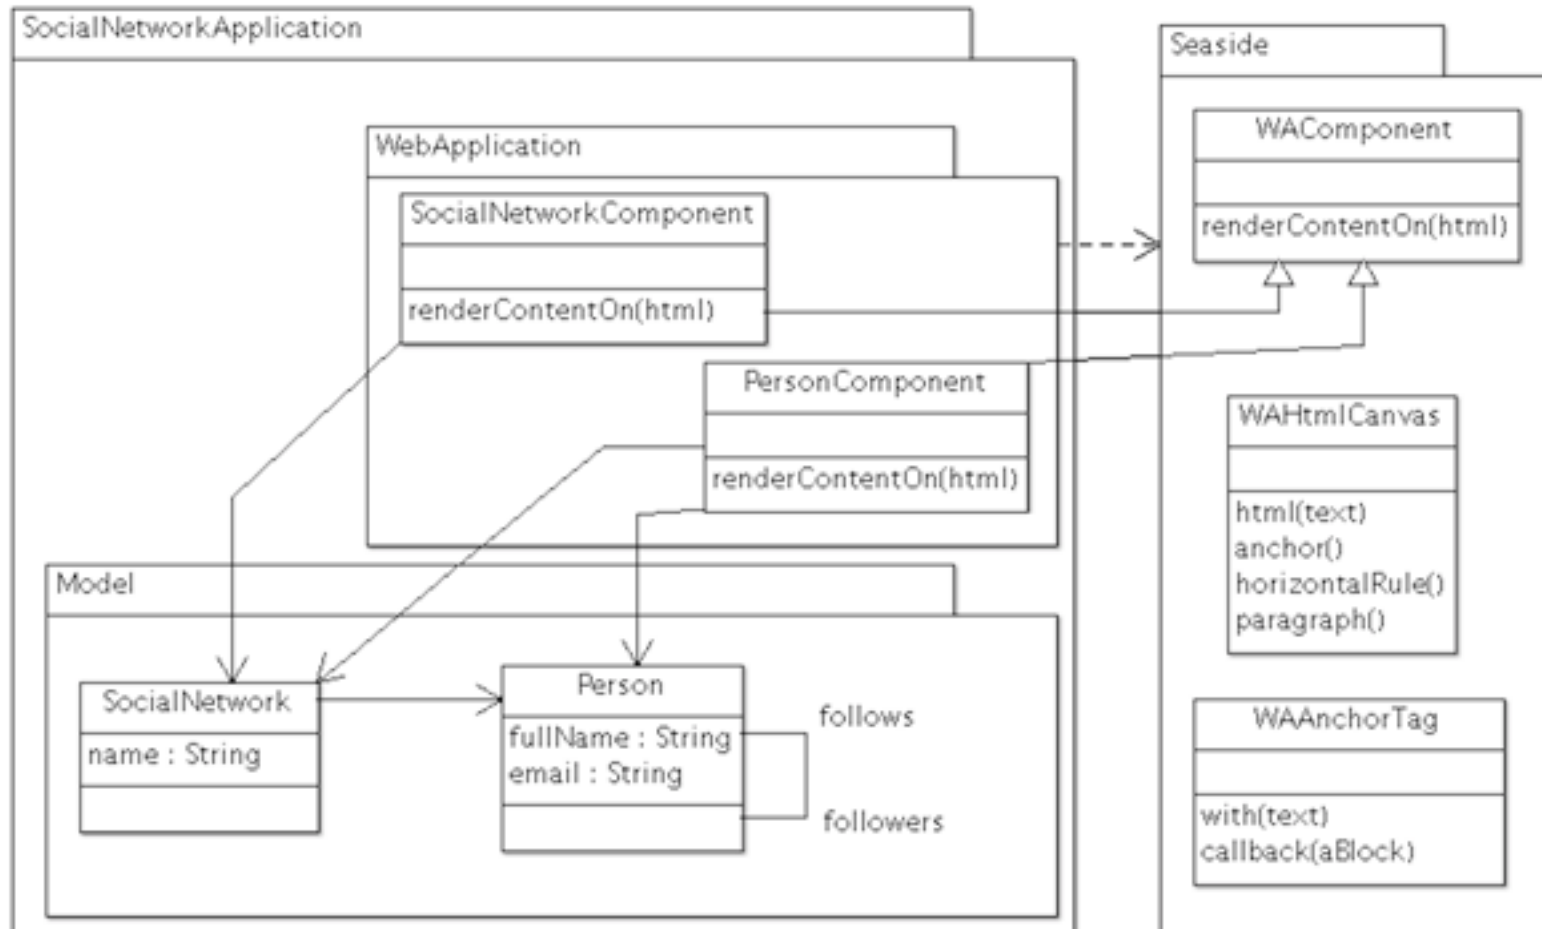 SocialNetworkApplication
Seaside
WAComponent
renderContentOn(html)
WebApplication
SocialNetworkComponent
renderContentOn(html)
PersonComponent
renderContentOn(html)
WAHtmlCanvas
html(text)
anchor()
horizontalRule()
paragraph()
Model
SocialNetwork
name : String
Person
fullName : String
email : String
follows
followers
WAAnchorTag
with(text)
callback(aBlock)